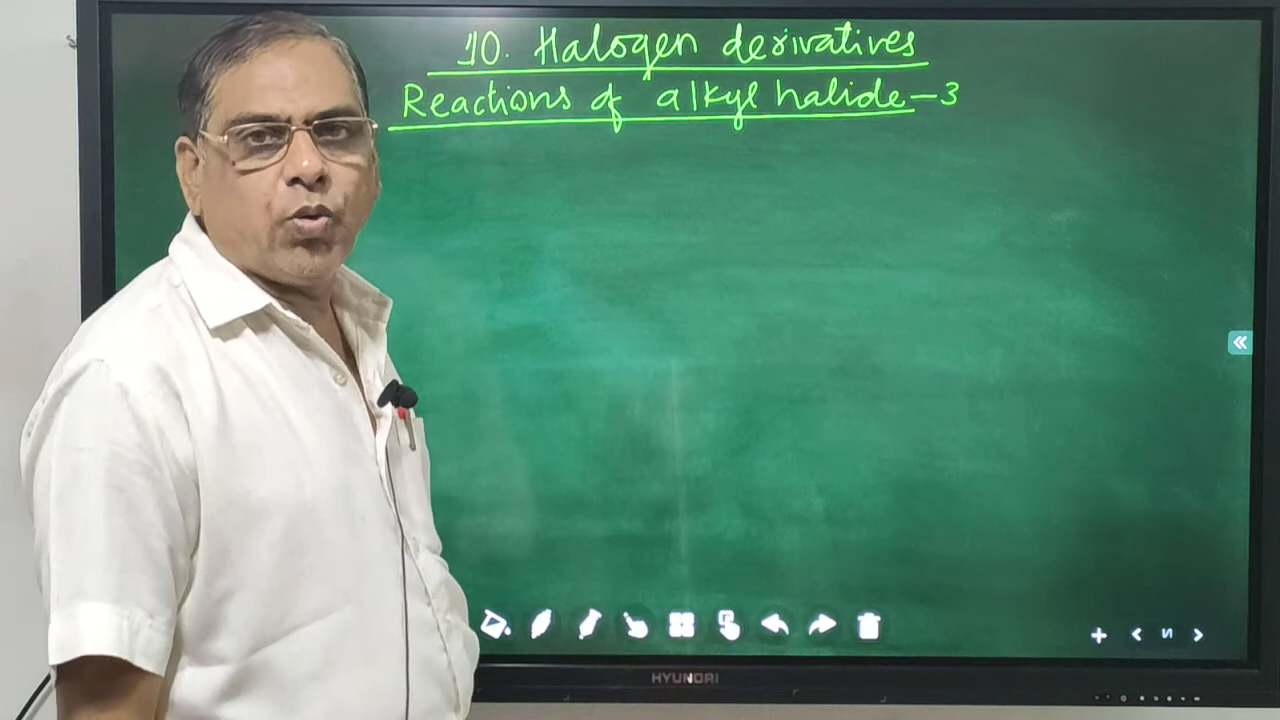 10. Halogen derivatives
Reactions of alkyl halide-3
HYUNDAI